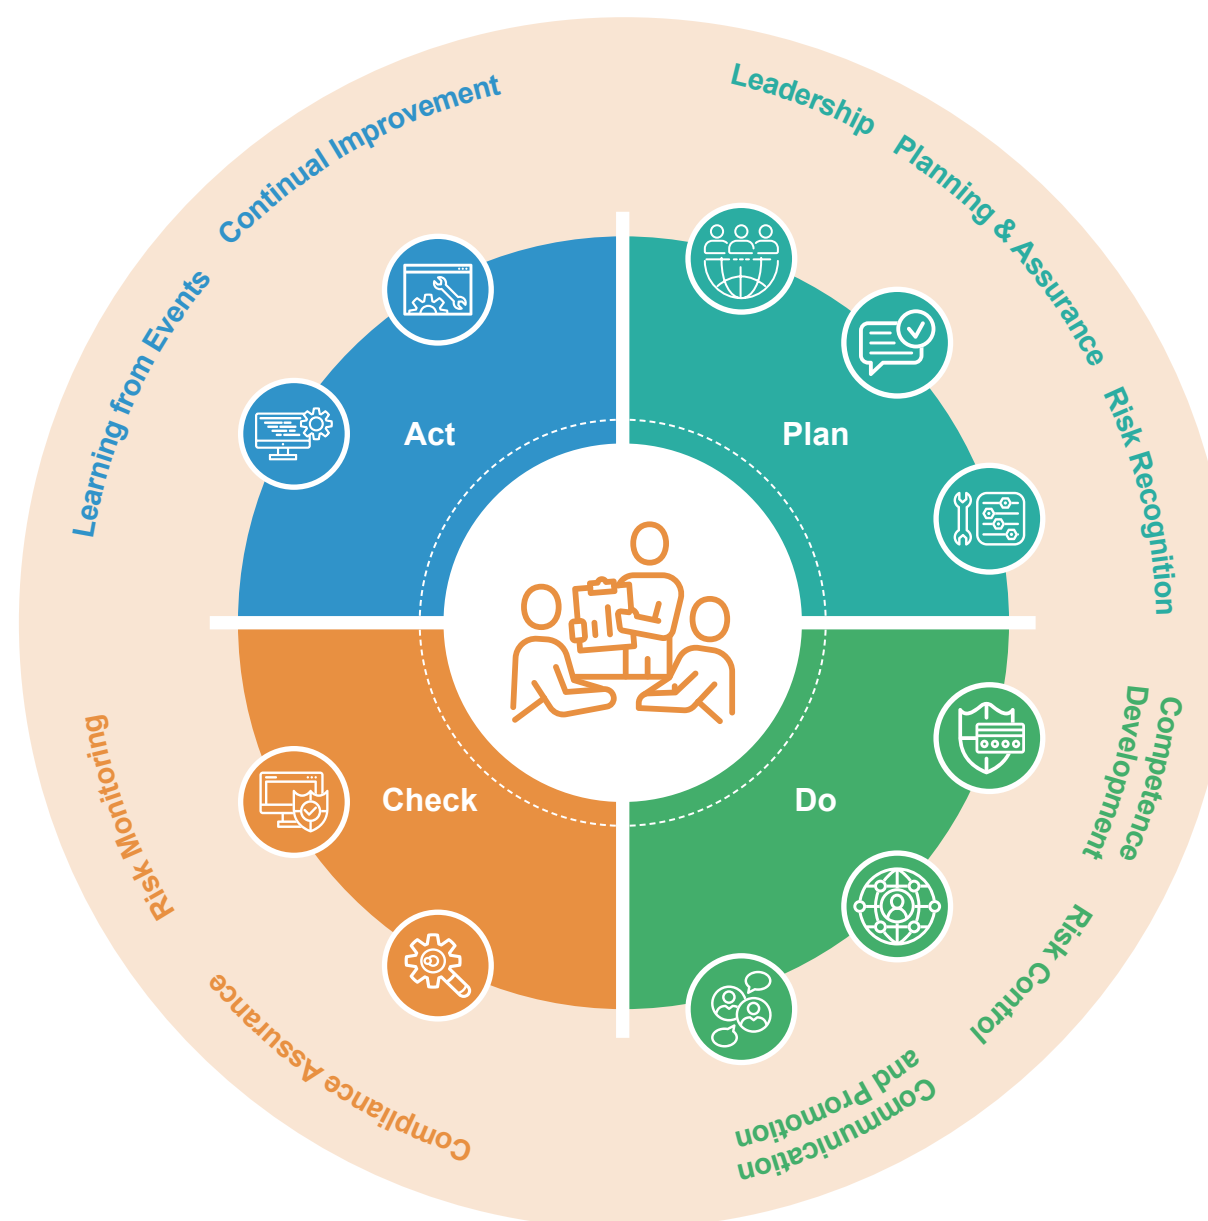 Leadership
Planning & Assurance
Risk Recognition
Competence
Development
Risk Control
Communication
and Promotion
Compliance Assurance
Risk Monitoring
Learning from Events
Continual Improvement
Act
Plan
Check
Do